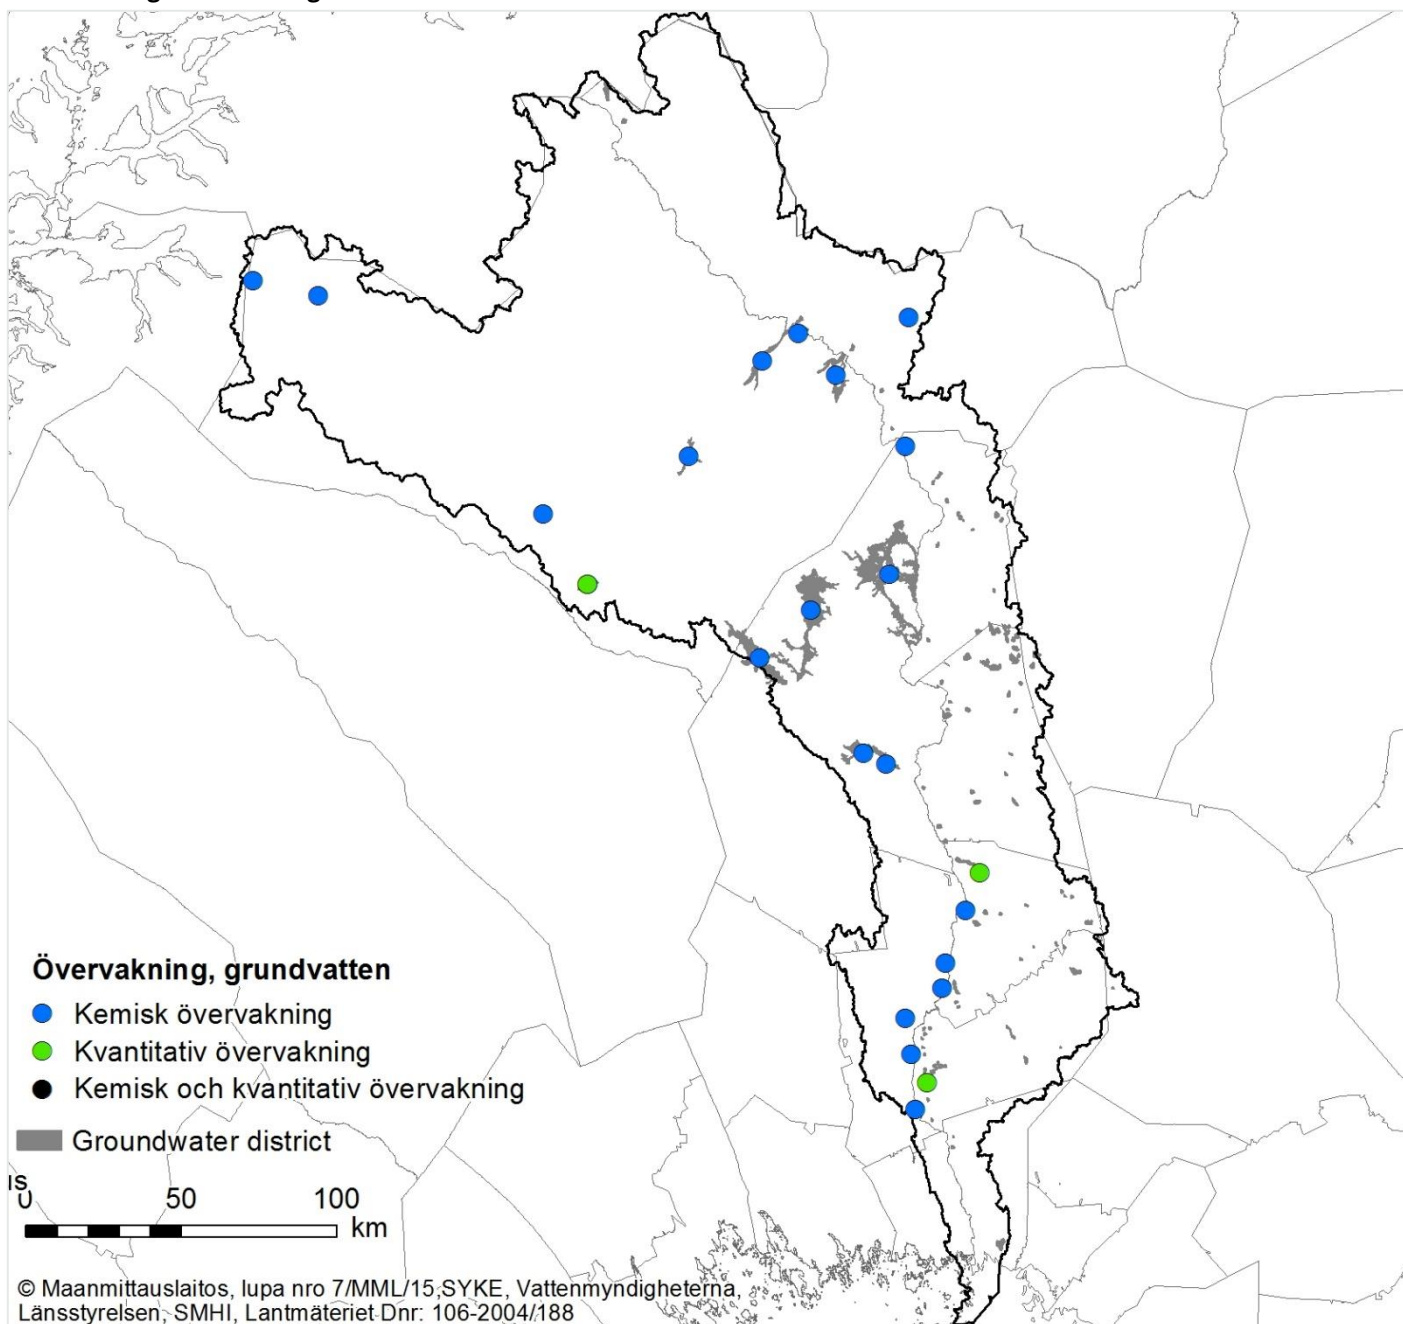 Övervakning, grundvatten
Kemisk övervakning
Kvantitativ övervakning
Kemisk och kvantitativ övervakning
Groundwater district
0 50 100
km
© Maanmittauslaitos, lupa nro 7/MML/15,SYKE, Vattenmyndigheterna,
Länsstyrelsen, SMHI, Lantmäteriet Dnr: 106-2004/188